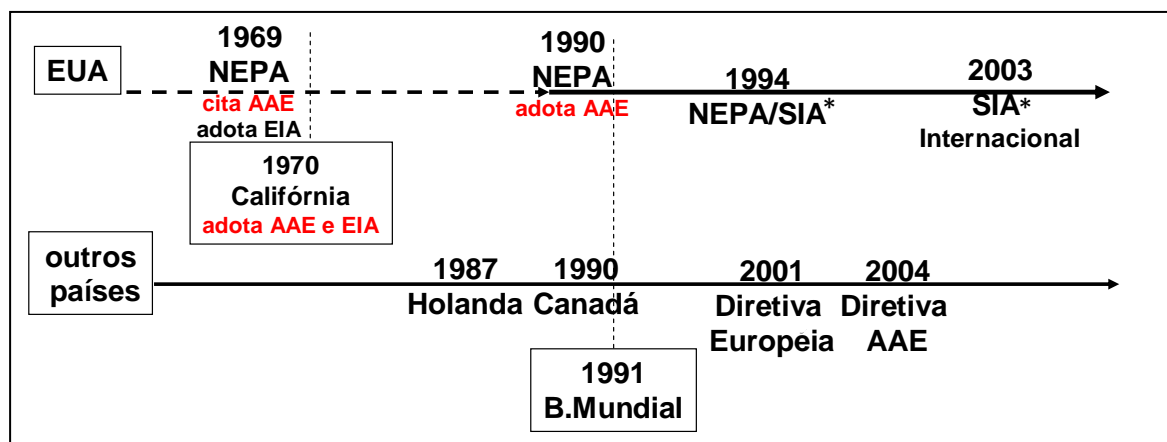 EUA
1969
NEPA
cita AAE
adota EIA
1970
Califórnia
adota AAE e EIA
1990
NEPA
adota AAE
1994
NEPA/SIA*
2003
SIA*
Internacional
outros
países
1987
Holanda
1990
Canadá
1991
B.Mundial
2001
Diretiva
Européia
2004
Diretiva
AAE